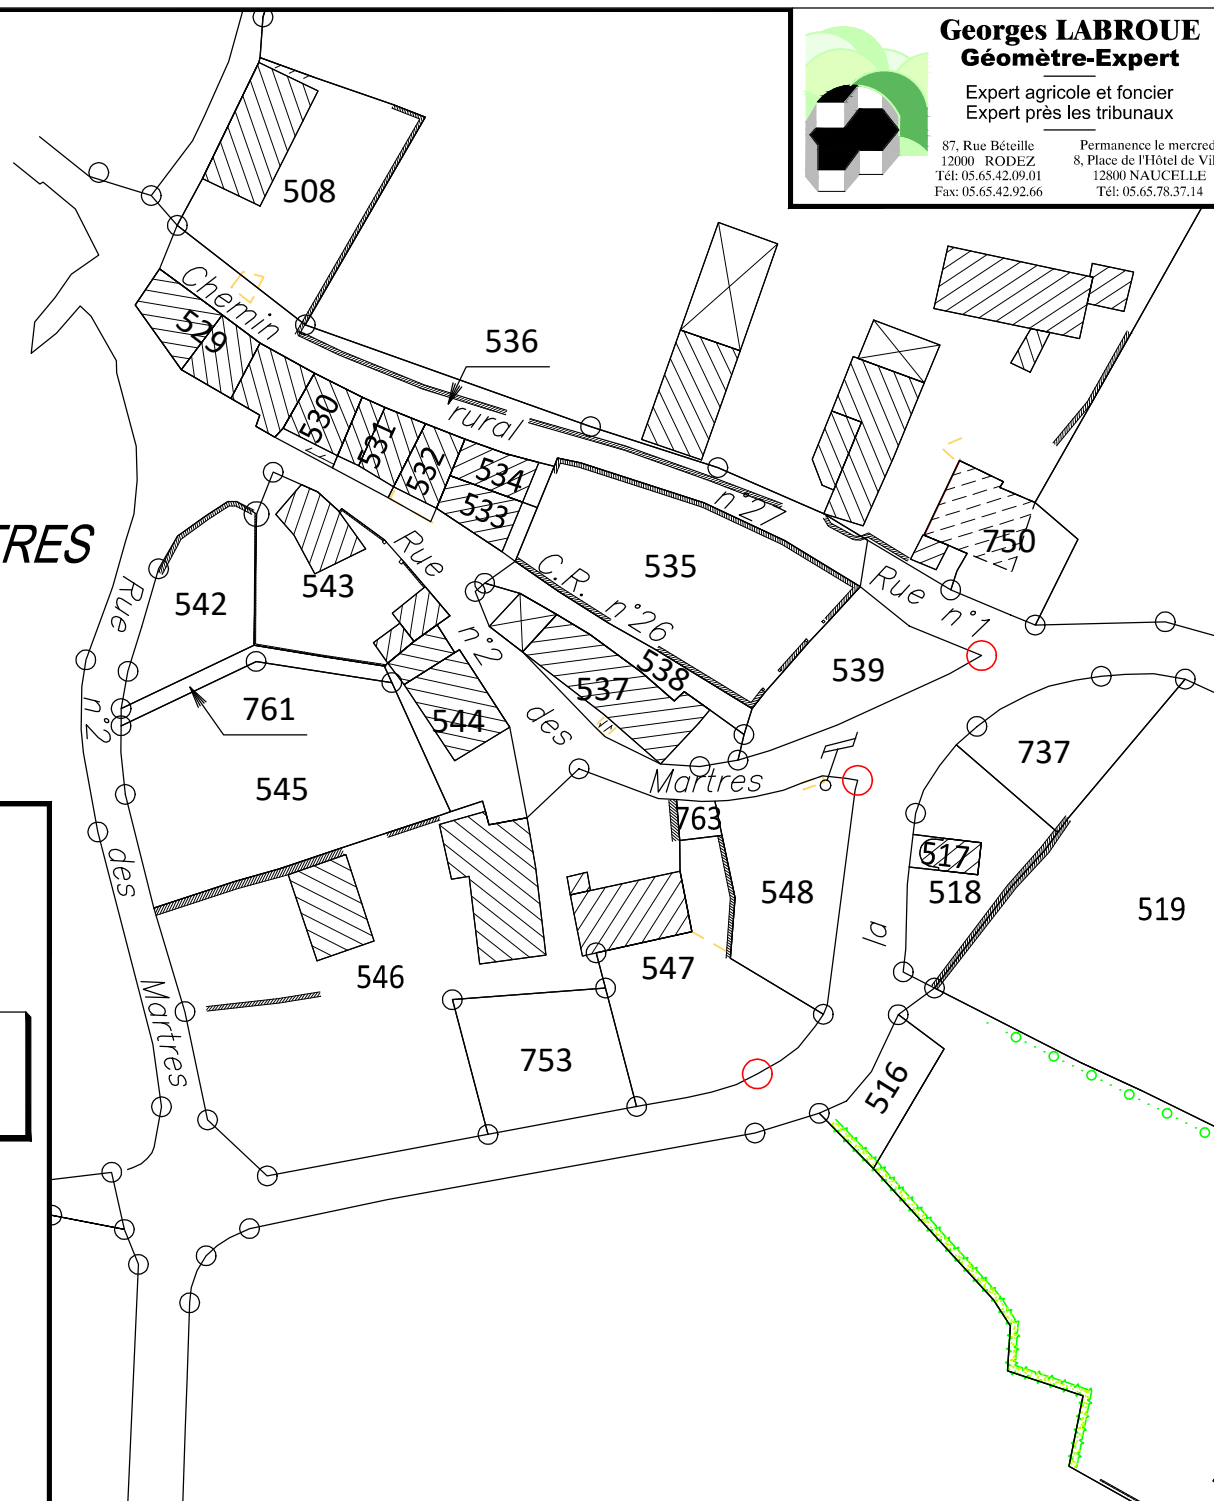 Georges LABROUE
Géomètre-Expert
Expert agricole et foncier
Expert près les tribunaux
87, Rue Béteille
12000 RODEZ
Tél: 05.65.42.09.01
Fax: 05.65.42.92.66
Permanence le mercred
8, Place de l'Hôtel de Vil
12800 NAUCELLE
Tél: 05.65.78.37.14
508
Chemin
529
536
rural
530
531
532
534
533
n°27
TRES
Rue
543
542
Rue
C.R. n°26
535
Rue n°1
750
n°2
538
539
537
761
n°2
544
des
737
545
Martres
763
des
517
548
518
519
la
546
547
Martres
753
516